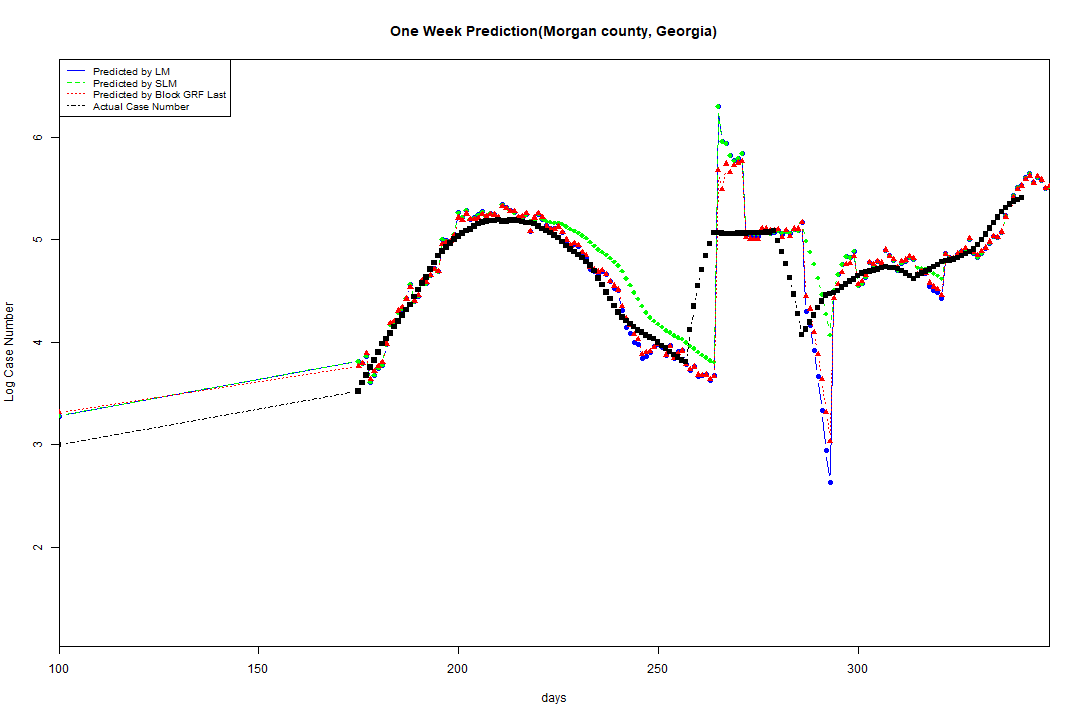 One Week Prediction(Morgan county, Georgia)
Predicted by LM
Predicted by SLM
Predicted by Block GRF Last
Actual Case Number
6
5
4
3
2
Log Case Number
100 150 200 250 300
days